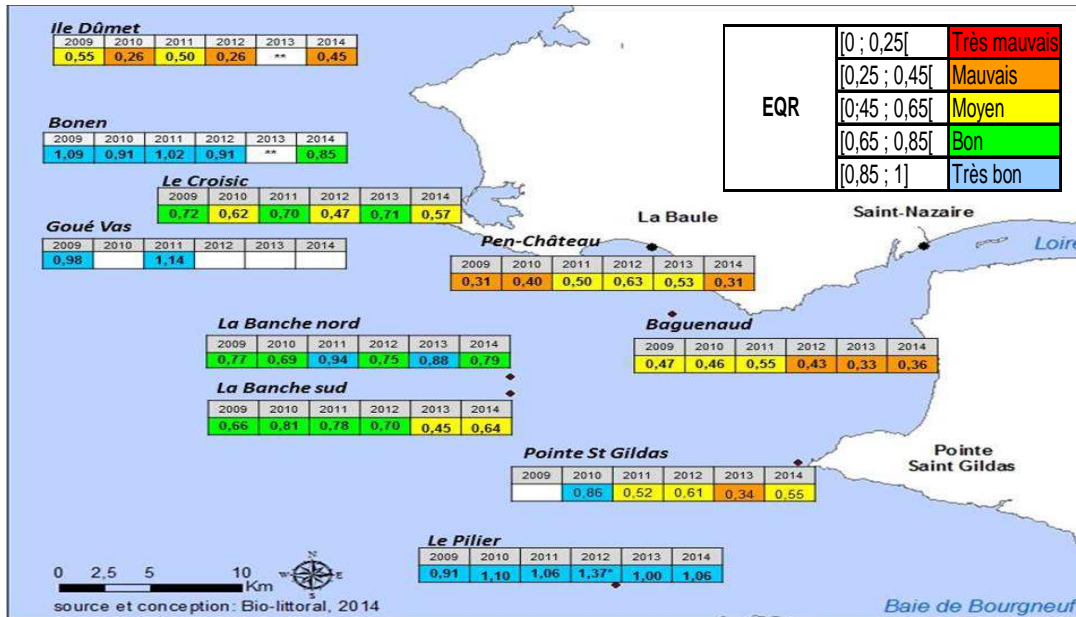 Ile Dûmet
2009 2010 2011 2012 2013 2014
0,55 0,26 0,50 0,26 ** 0,45
EQR
[0 ; 0,25[ Très mauvais
[0,25 ; 0,45[ Mauvais
[0;45 ; 0,65[ Moyen
[0,65 ; 0,85[ Bon
[0,85 ; 1] Très bon
Bonen
2009 2010 2011 2012 2013 2014
1,09 0,91 1,02 0,91 ** 0,85
Le Croisic
2009 2010 2011 2012 2013 2014
0,72 0,62 0,70 0,47 0,71 0,57
Goué Vas
2009 2010 2011 2012 2013 2014
0,98 1,14
La Baule
Saint-Nazaire
Loire
Pen-Château
2009 2010 2011 2012 2013 2014
0,31 0,40 0,50 0,63 0,53 0,31
La Banche nord
2009 2010 2011 2012 2013 2014
0,77 0,69 0,94 0,75 0,88 0,79
Baguenaud
2009 2010 2011 2012 2013 2014
0,47 0,46 0,55 0,43 0,33 0,36
La Banche sud
2009 2010 2011 2012 2013 2014
0,66 0,81 0,78 0,70 0,45 0,64
Pointe St Gildas
2009 2010 2011 2012 2013 2014
0,86 0,52 0,61 0,34 0,55
Pointe
Saint Gildas
Le Pilier
2009 2010 2011 2012 2013 2014
0,91 1,10 1,06 1,37* 1,00 1,06
0 2,5 5 10
Km
N
W E
S
source et conception: Bio-littoral, 2014
Baie de Bourgneuf